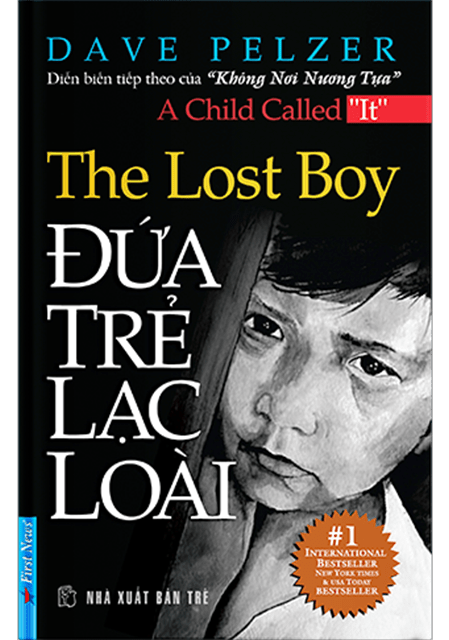 DAVE PELZER
Diễn biến tiếp theo của “Không Nơi Nương Tựa”
A Child Called "It"
The Lost Boy
ĐỨA
TRẺ
LẠC
LOÀI
#1
INTERNATIONAL
BESTSELLER
NEW YORK TIMES
& USA TODAY
BESTSELLER
First News
NHÀ XUẤT BẢN TRẺ